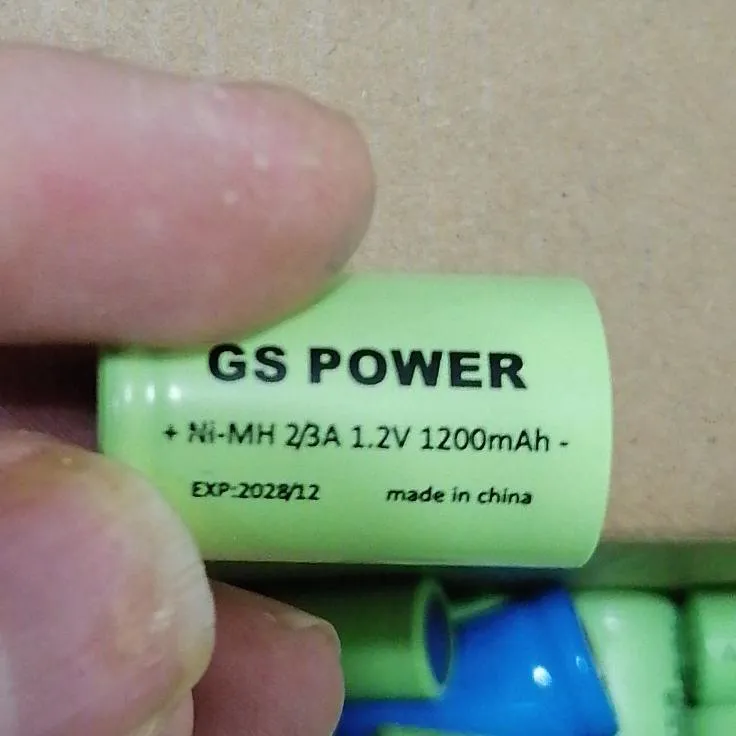 GS POWER
+ Ni-MH 2/3A 1.2V 1200mAh -
EXP:2028/12 made in china